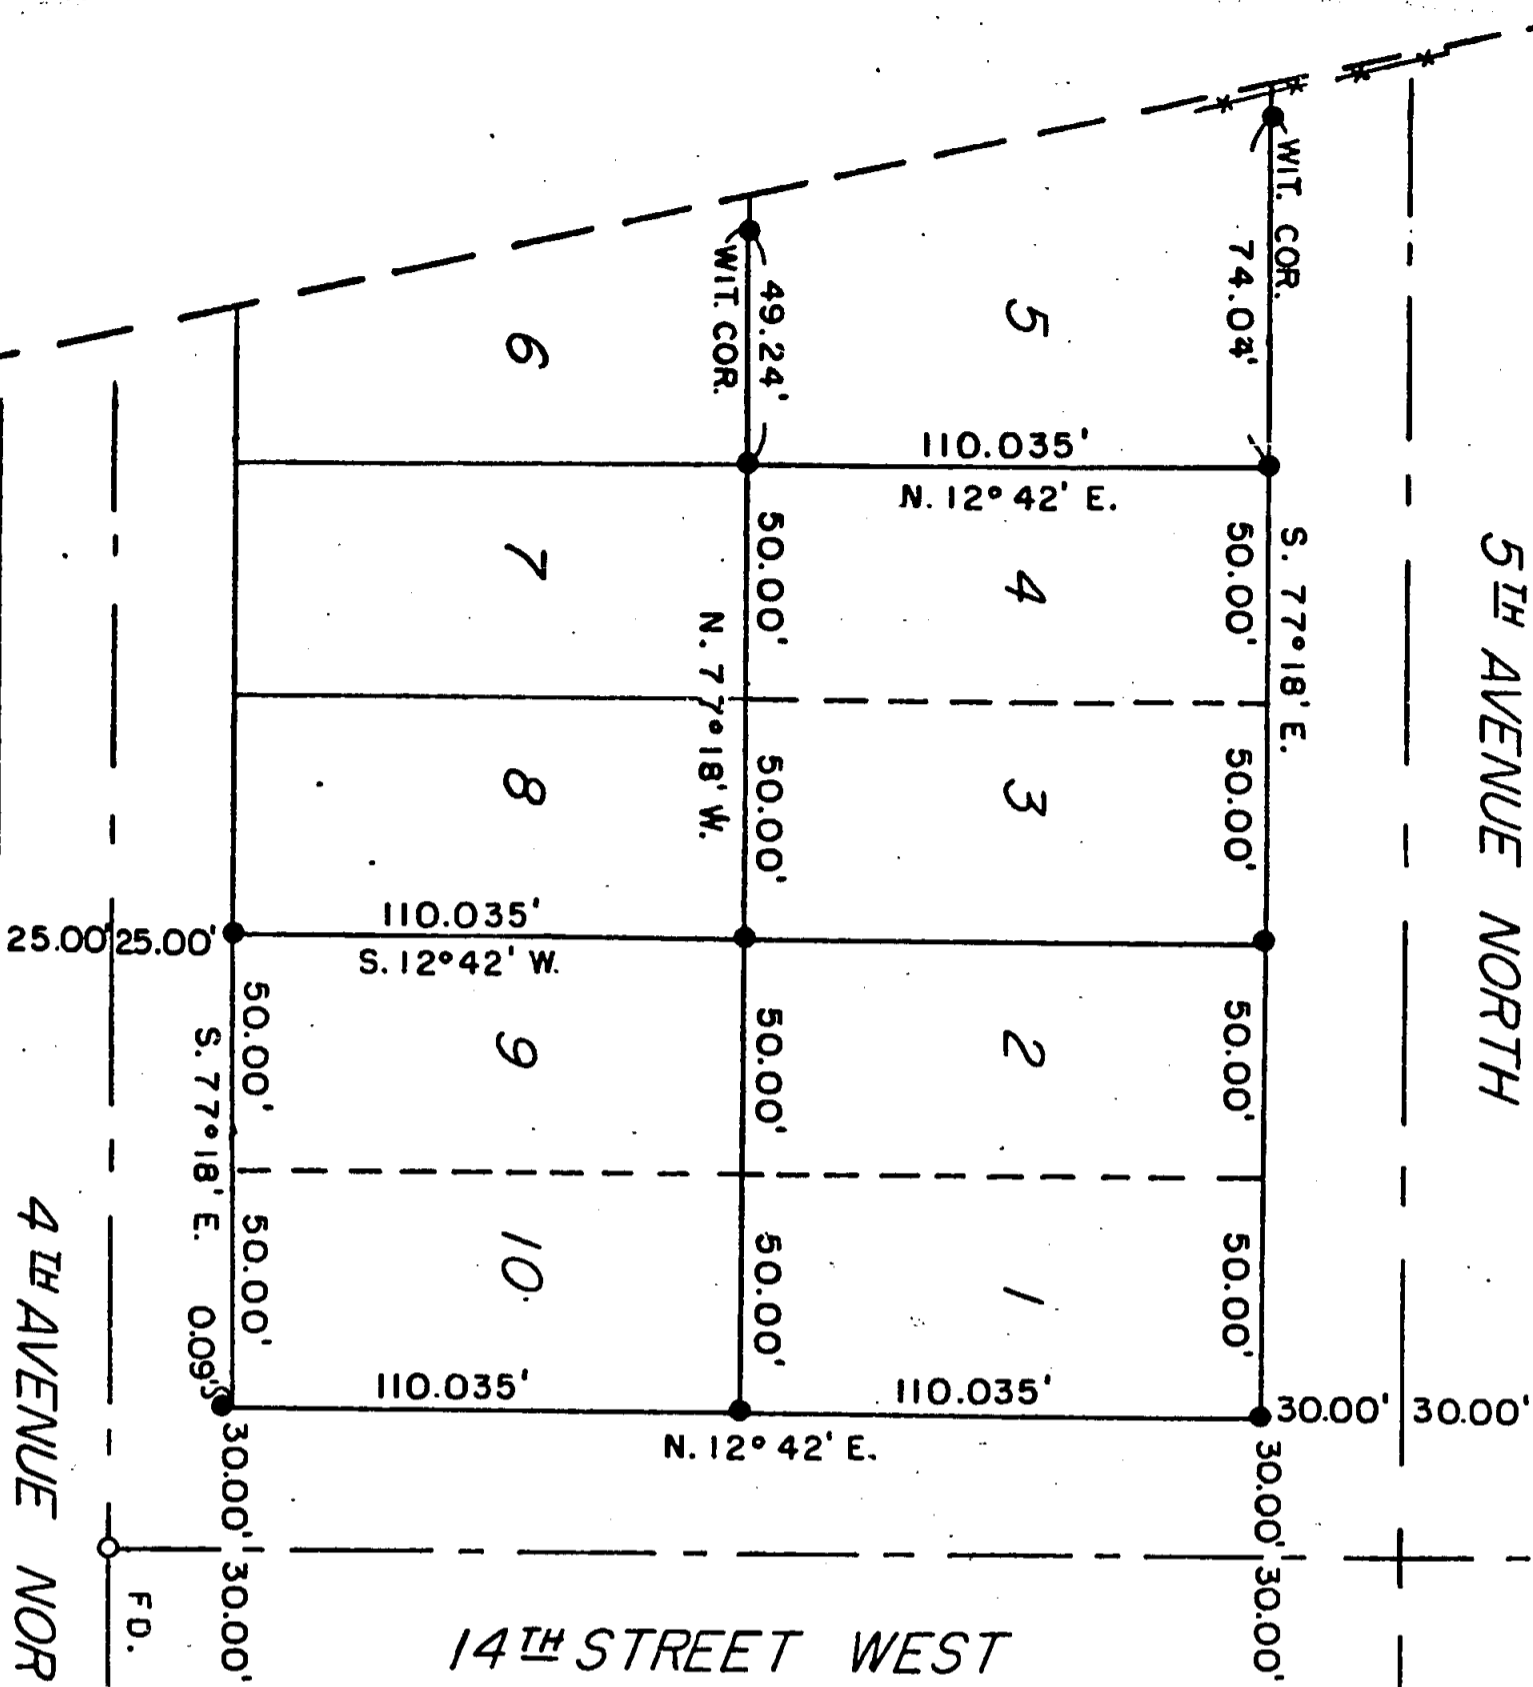 5TH AVENUE NORTH
WIT. COR.
74.04'
S. 77°18' E.
50.00'
50.00'
50.00'
50.00'
30.00'
30.00'
30.00'
30.00'
5
4
3
2
1
110.035'
N. 12° 42' E.
110.035'
49.24'
WIT. COR.
50.00'
50.00'
50.00'
50.00'
N. 77°18' W.
N. 12° 42' E.
6
7
8
9
10
110.035'
S. 12° 42' W.
110.035'
50.00'
50.00'
S. 77°18' E.
0.09'
25.00'
25.00'
30.00'
30.00'
FD.
4TH AVENUE NOR
14TH STREET WEST